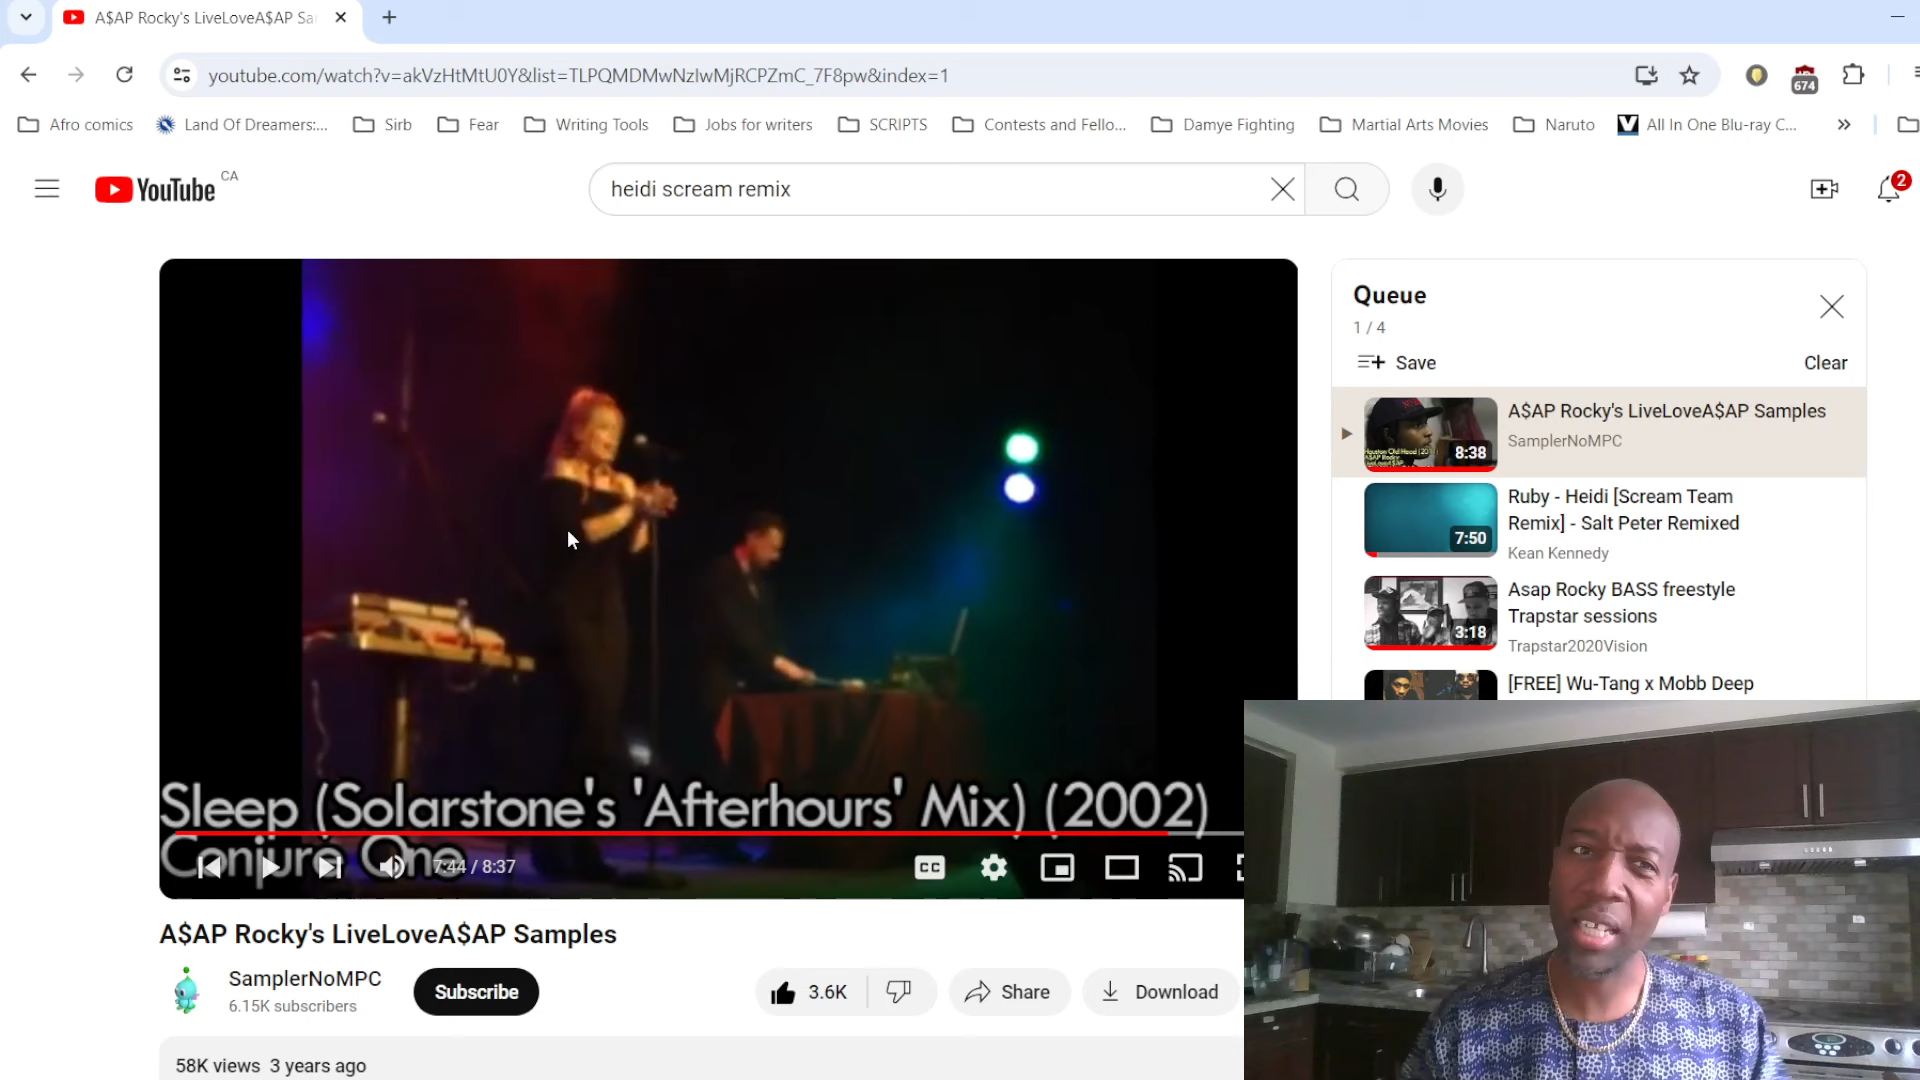 A$AP Rocky's LiveLoveA$AP Sa
youtube.com/watch?v=akVzHtMtU0Y&list=TLPQMDMwNzIwMjRCPZmC_7F8pw&index=1
674
Afro comics
Land Of Dreamers:...
Sirb
Fear
Writing Tools
Jobs for writers
SCRIPTS
Contests and Fello...
Damye Fighting
Martial Arts Movies
Naruto
All In One Blu-ray C...
YouTube CA
heidi scream remix
2
Queue
1 / 4
Save
Clear
A$AP Rocky's LiveLoveA$AP Samples
SamplerNoMPC
8:38
Ruby - Heidi [Scream Team
Remix] - Salt Peter Remixed
Kean Kennedy
7:50
Asap Rocky BASS freestyle
Trapstar sessions
Trapstar2020Vision
3:18
[FREE] Wu-Tang x Mobb Deep
Sleep (Solarstone's 'Afterhours' Mix) (2002)
Conjure One
7:44 / 8:37
CC
A$AP Rocky's LiveLoveA$AP Samples
SamplerNoMPC
6.15K subscribers
Subscribe
3.6K
Share
Download
58K views 3 years ago